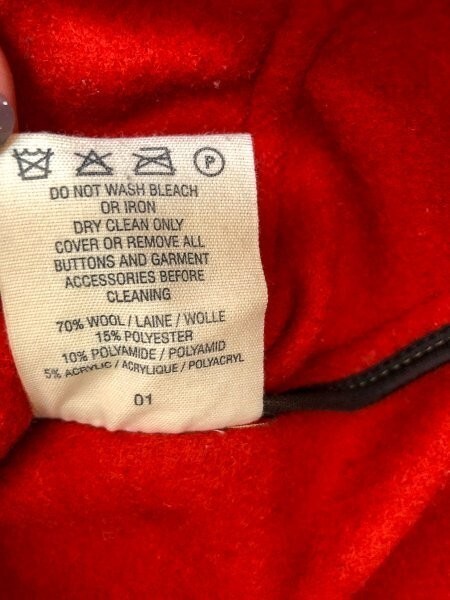 P
DO NOT WASH BLEACH
OR IRON
DRY CLEAN ONLY
COVER OR REMOVE ALL
BUTTONS AND GARMENT
ACCESSORIES BEFORE
CLEANING
70% WOOL / LAINE / WOLLE
15% POLYESTER
10% POLYAMIDE / POLYAMID
5% ACRYLIC / ACRYLIQUE / POLYACRYL
01